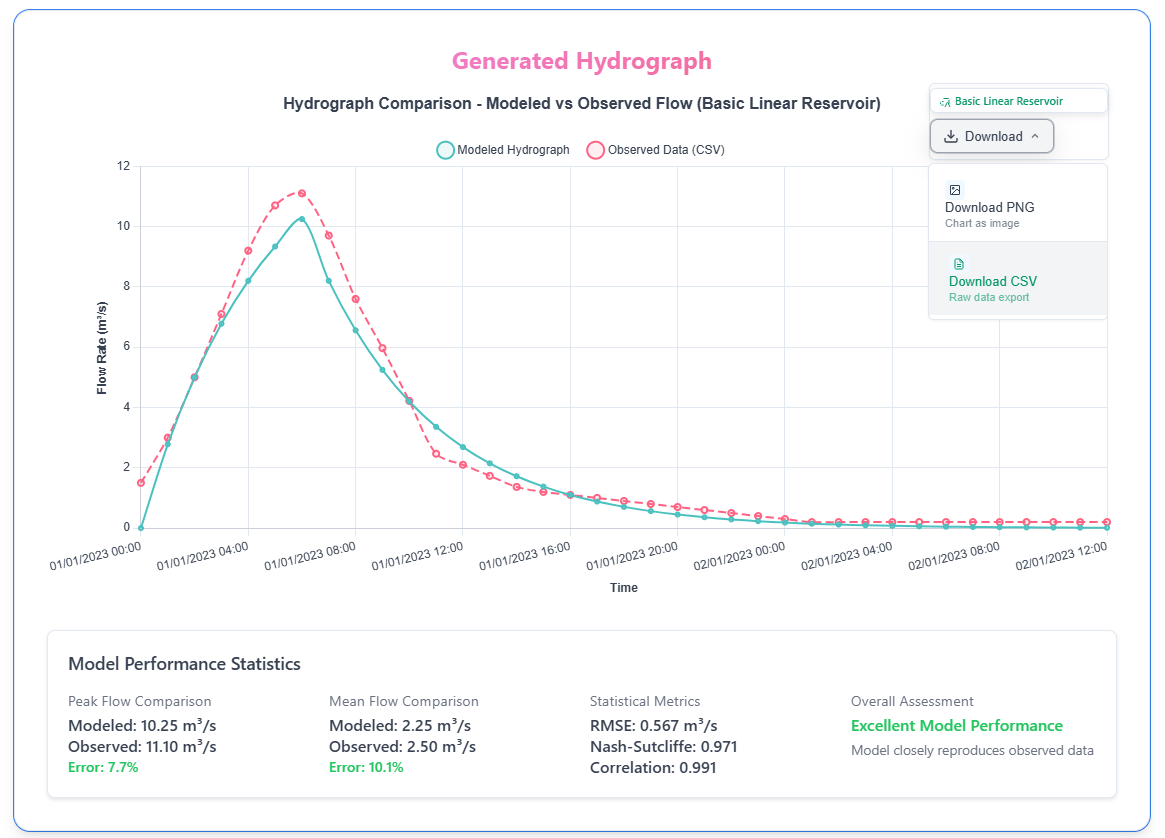 Generated Hydrograph
Hydrograph Comparison - Modeled vs Observed Flow (Basic Linear Reservoir)
Basic Linear Reservoir
Download
Modeled Hydrograph
Observed Data (CSV)
Download PNG
Chart as image
Download CSV
Raw data export
12
10
8
6
4
2
0
Flow Rate (m³/s)
01/01/2023 00:00
01/01/2023 04:00
01/01/2023 08:00
01/01/2023 12:00
01/01/2023 16:00
01/01/2023 20:00
02/01/2023 00:00
02/01/2023 04:00
02/01/2023 08:00
02/01/2023 12:00
Time
Model Performance Statistics
Peak Flow Comparison
Modeled: 10.25 m³/s
Observed: 11.10 m³/s
Error: 7.7%
Mean Flow Comparison
Modeled: 2.25 m³/s
Observed: 2.50 m³/s
Error: 10.1%
Statistical Metrics
RMSE: 0.567 m³/s
Nash-Sutcliffe: 0.971
Correlation: 0.991
Overall Assessment
Excellent Model Performance
Model closely reproduces observed data